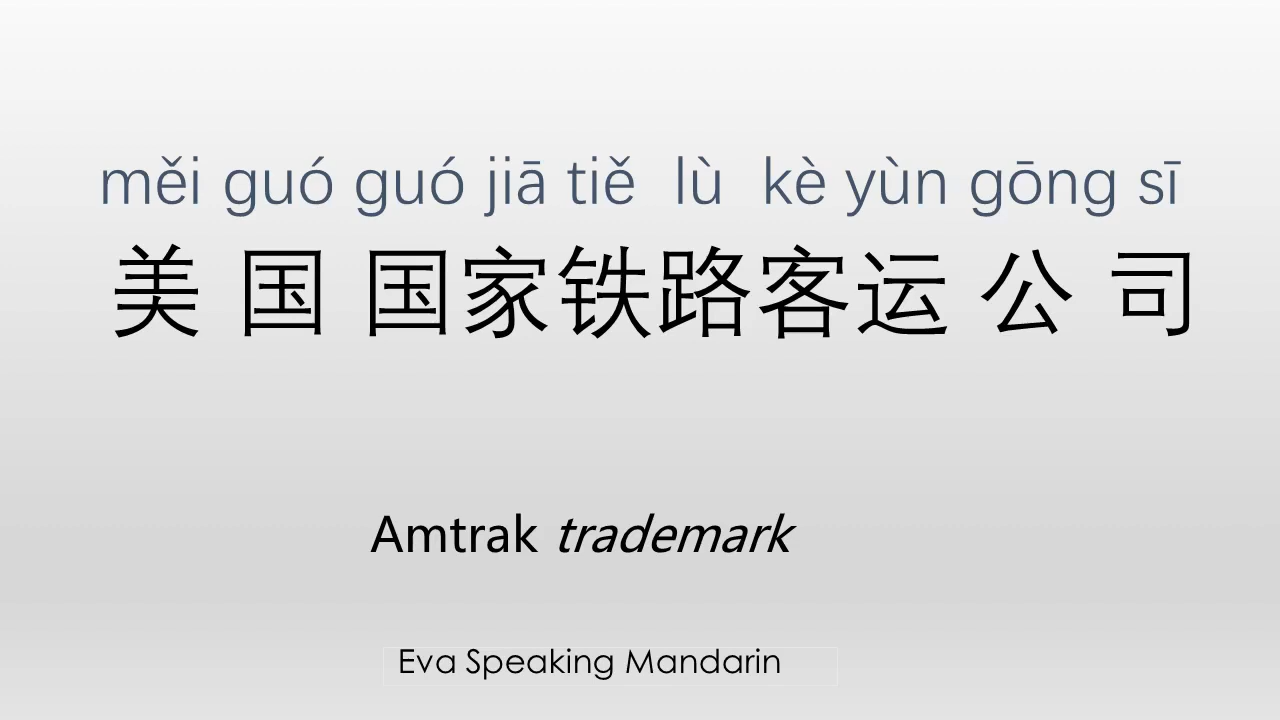 měi guó guó jiā tiě lù kè yùn gōng sī
美 国 国家铁路客运 公 司
Amtrak trademark
Eva Speaking Mandarin